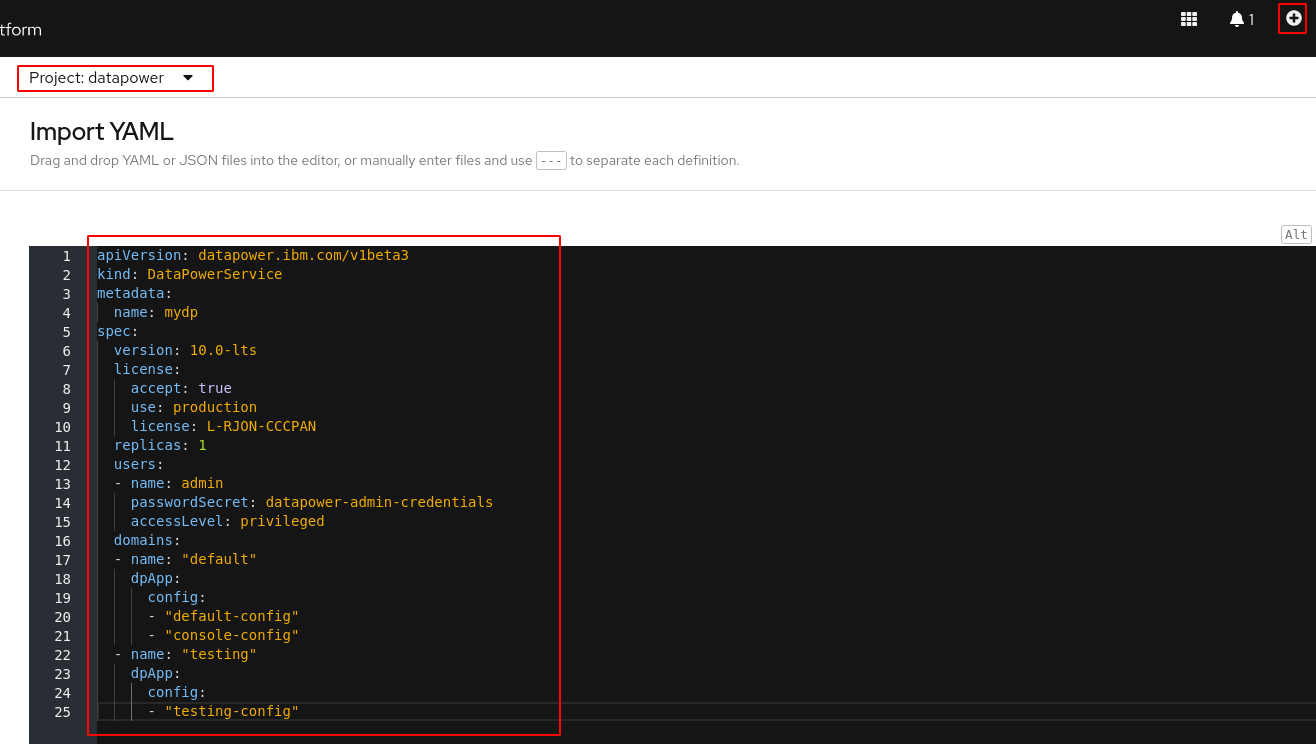 tform
1
Project: datapower
Import YAML
Drag and drop YAML or JSON files into the editor, or manually enter files and use --- to separate each definition.
Alt
1 apiVersion: datapower.ibm.com/v1beta3
2 kind: DataPowerService
3 metadata:
4   name: mydp
5 spec:
6   version: 10.0-lts
7   license:
8     accept: true
9     use: production
10     license: L-RJON-CCCPAN
11   replicas: 1
12   users:
13   - name: admin
14     passwordSecret: datapower-admin-credentials
15     accessLevel: privileged
16   domains:
17   - name: "default"
18     dpApp:
19       config:
20       - "default-config"
21       - "console-config"
22   - name: "testing"
23     dpApp:
24       config:
25       - "testing-config"